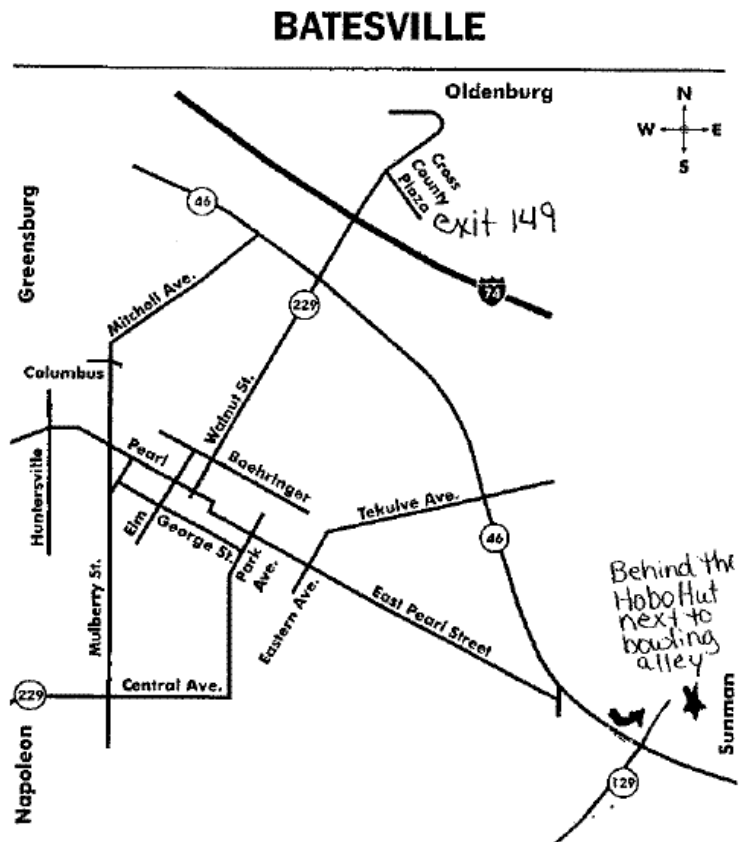 BATESVILLE
Oldenburg
N
W E
S
Cross
County
Plaza
exit 149
46
Greensburg
74
229
Mitchell Ave.
Columbus
Walnut St.
Pearl
Boehringer
Huntersville
Elm
George St.
Park
Ave.
Tekulve Ave.
46
Eastern Ave.
East Pearl Street
Mulberry St.
Behind the
Hobo Hut
next to
bowling
alley
Central Ave.
229
Napoleon
Sunman
129